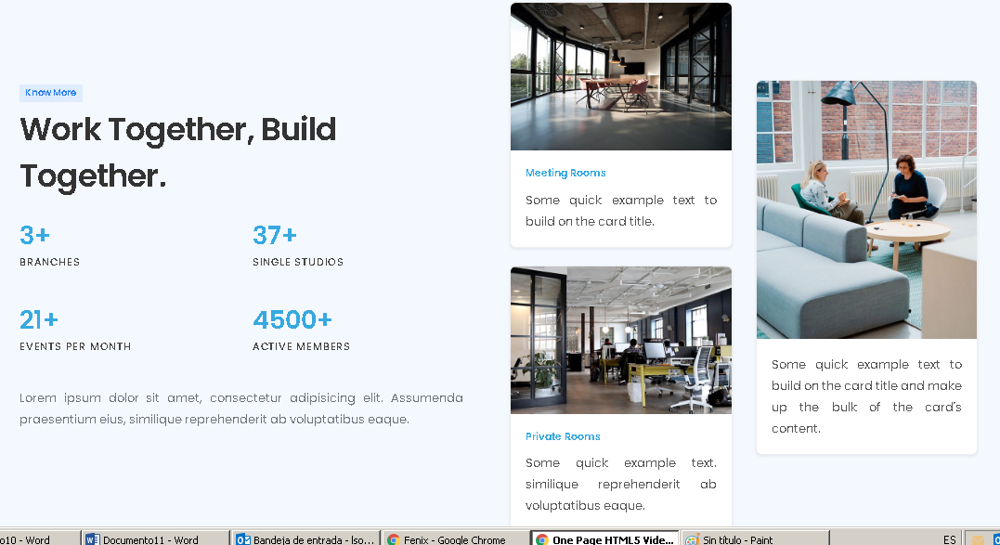 Know More
Work Together, Build
Together.
3+
BRANCHES
37+
SINGLE STUDIOS
21+
EVENTS PER MONTH
4500+
ACTIVE MEMBERS
Lorem ipsum dolor sit amet, consectetur adipisicing elit. Assumenda
praesentium eius, similique reprehenderit ab voluptatibus eaque.
Meeting Rooms
Some quick example text to
build on the card title.
Private Rooms
Some quick example text.
similique reprehenderit ab
voluptatibus eaque.
Some quick example text to
build on the card title and make
up the bulk of the card's
content.
o10 - Word
Documento11 - Word
Bandeja de entrada - Iso...
Fenix - Google Chrome
One Page HTML5 Vide...
Sin título - Paint
ES